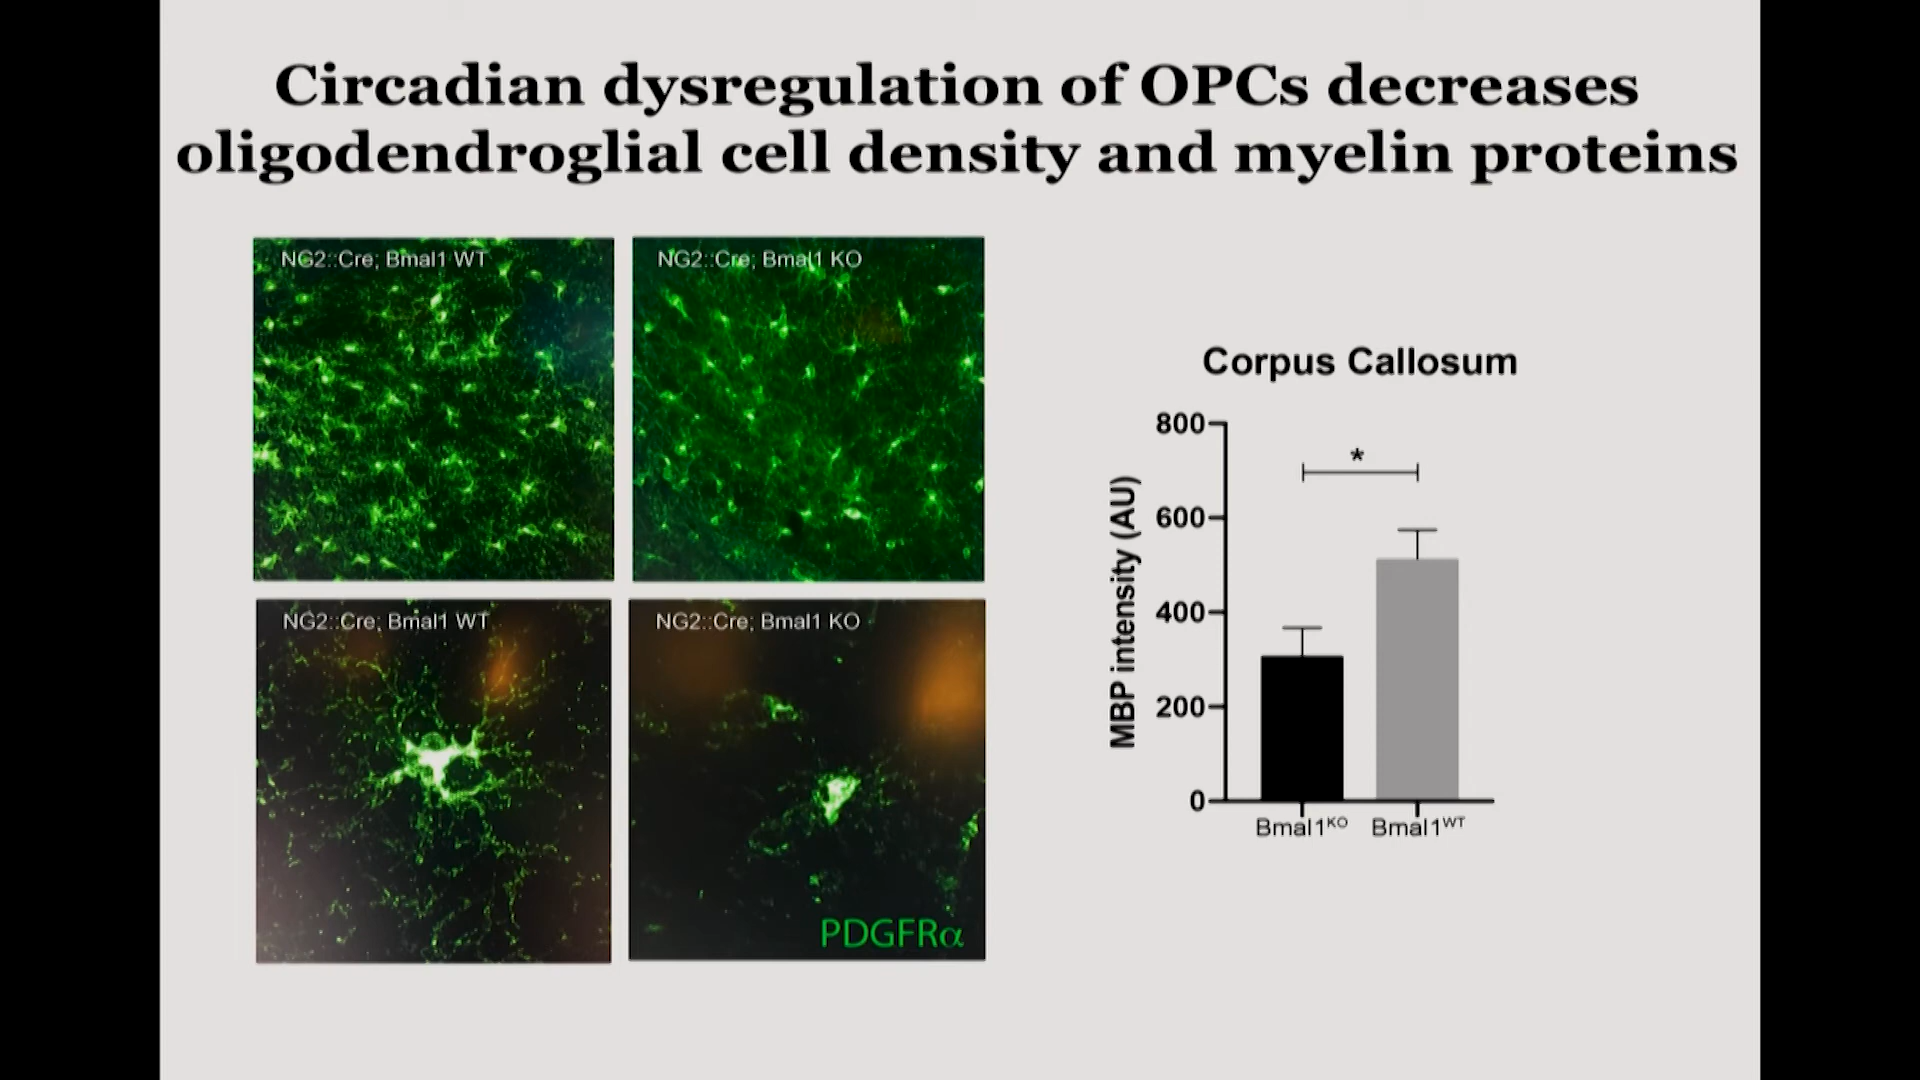 Circadian dysregulation of OPCs decreases
oligodendroglial cell density and myelin proteins
NG2::Cre; Bmal1 WT
NG2::Cre; Bmal1 KO
NG2::Cre; Bmal1 WT
NG2::Cre; Bmal1 KO
PDGFRα
Corpus Callosum
MBP intensity (AU)
800
600
400
200
0
*
Bmal1ᴷᴼ
Bmal1ᵂᵀ